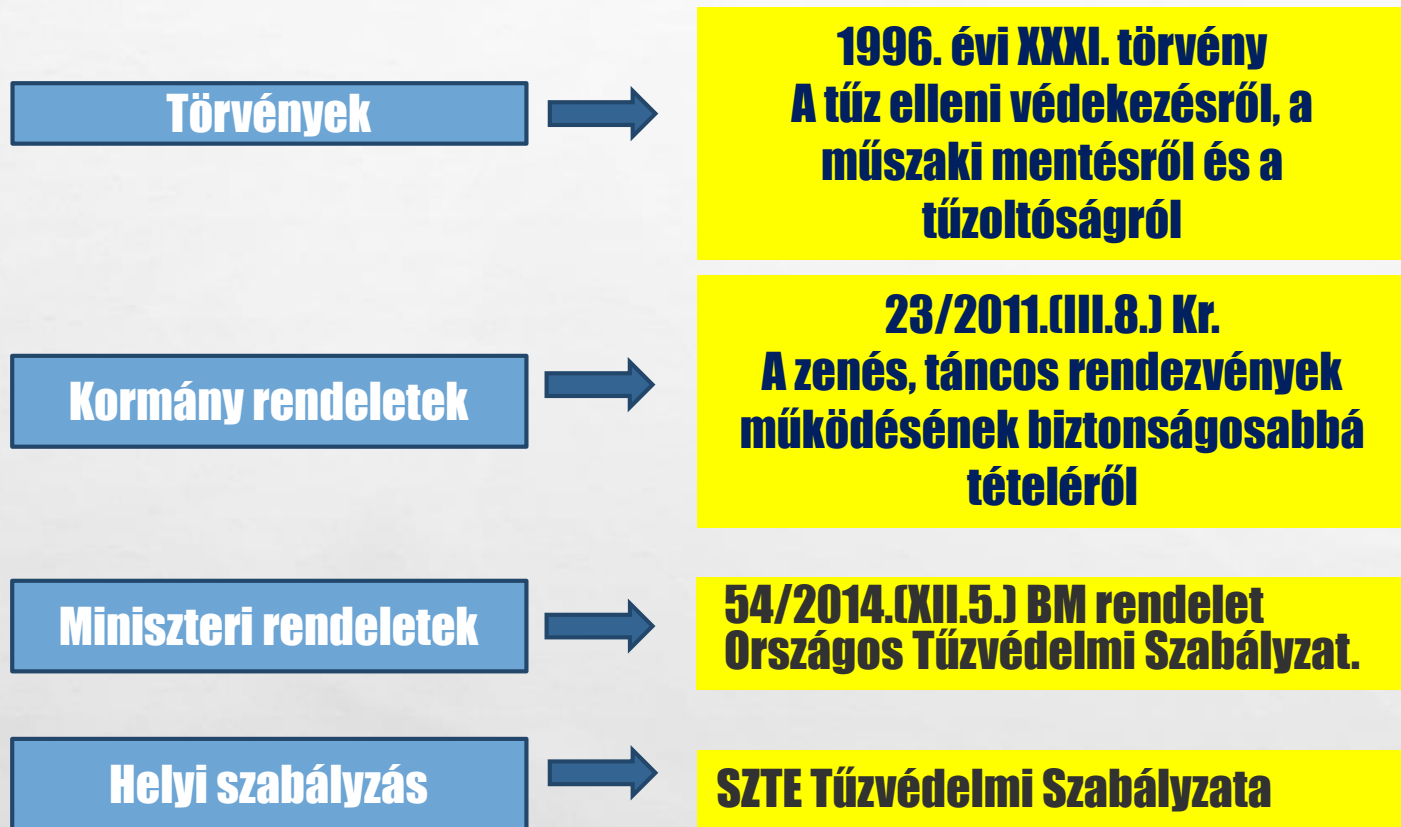 Törvények
1996. évi XXXI. törvény
A tűz elleni védekezésről, a
műszaki mentésről és a
tűzoltóságról
Kormány rendeletek
23/2011.(III.8.) Kr.
A zenés, táncos rendezvények
működésének biztonságosabbá
tételéről
Miniszteri rendeletek
54/2014.(XII.5.) BM rendelet
Országos Tűzvédelmi Szabályzat.
Helyi szabályzás
SZTE Tűzvédelmi Szabályzata